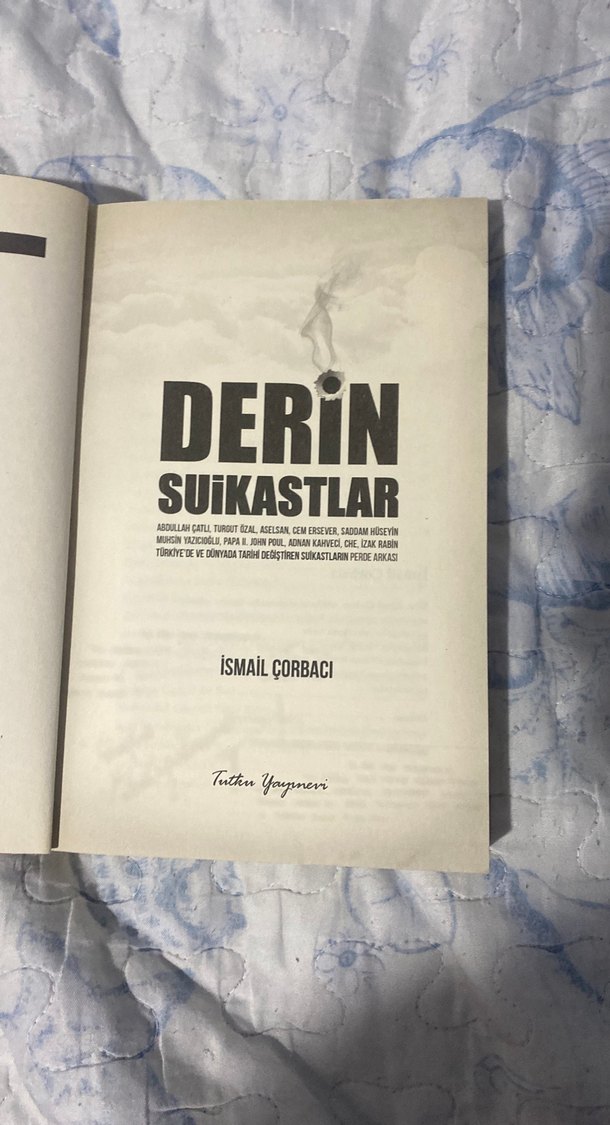 DERİN
SUİKASTLAR
ABDULLAH ÇATLI, TURGUT ÖZAL, ASELSAN, CEM ERSEVER, SADDAM HÜSEYİN
MUHSİN YAZICIOĞLU, PAPA II. JOHN POUL, ADNAN KAHVECİ, CHE, İZAK RABİN
TÜRKİYE'DE VE DÜNYADA TARİHİ DEĞİŞTİREN SUİKASTLARIN PERDE ARKASI
İSMAİL ÇORBACI
Tutku Yayınevi